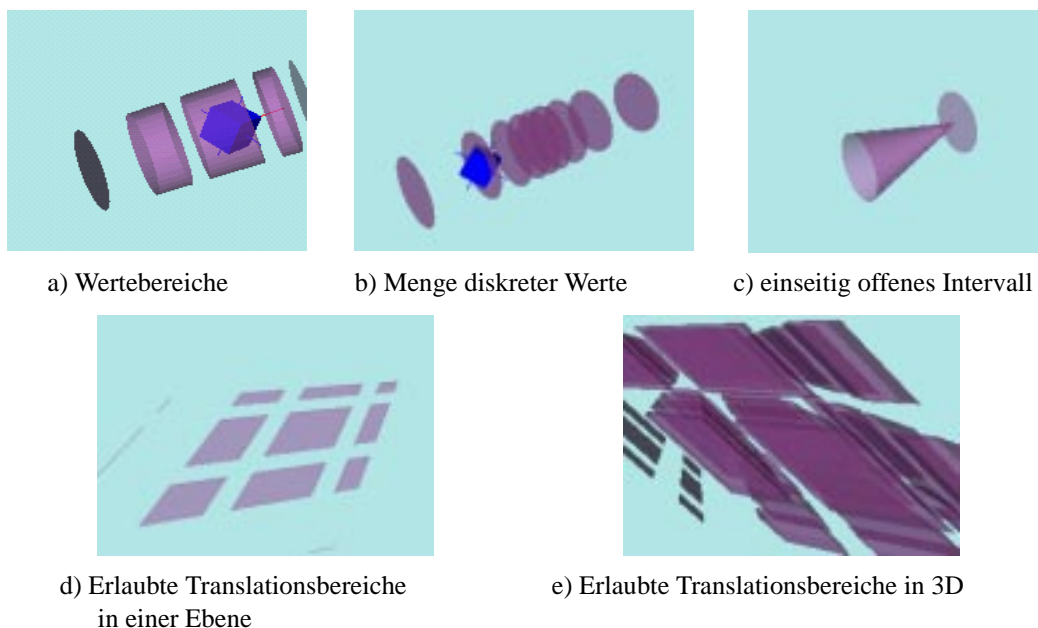 a) Wertebereiche
b) Menge diskreter Werte
c) einseitig offenes Intervall
d) Erlaubte Translationsbereiche
in einer Ebene
e) Erlaubte Translationsbereiche in 3D